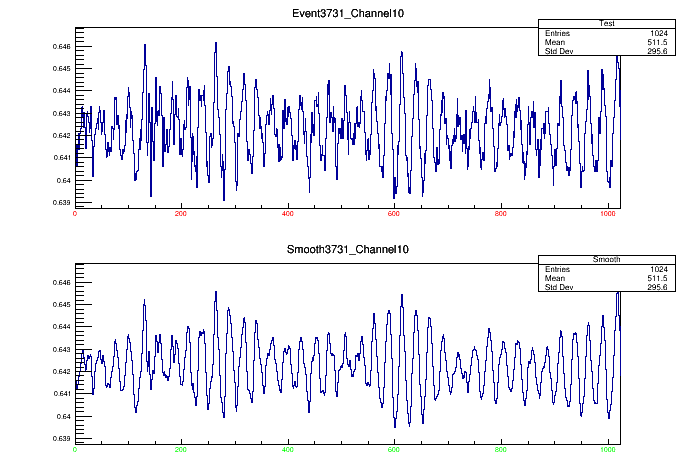 Event3731_Channel10
Test
Entries 1024
Mean 511.5
Std Dev 295.6
0.646
0.645
0.644
0.643
0.642
0.641
0.64
0.639
0 200 400 600 800 1000
Smooth3731_Channel10
Smooth
Entries 1024
Mean 511.5
Std Dev 295.6
0.646
0.645
0.644
0.643
0.642
0.641
0.64
0.639
0 200 400 600 800 1000